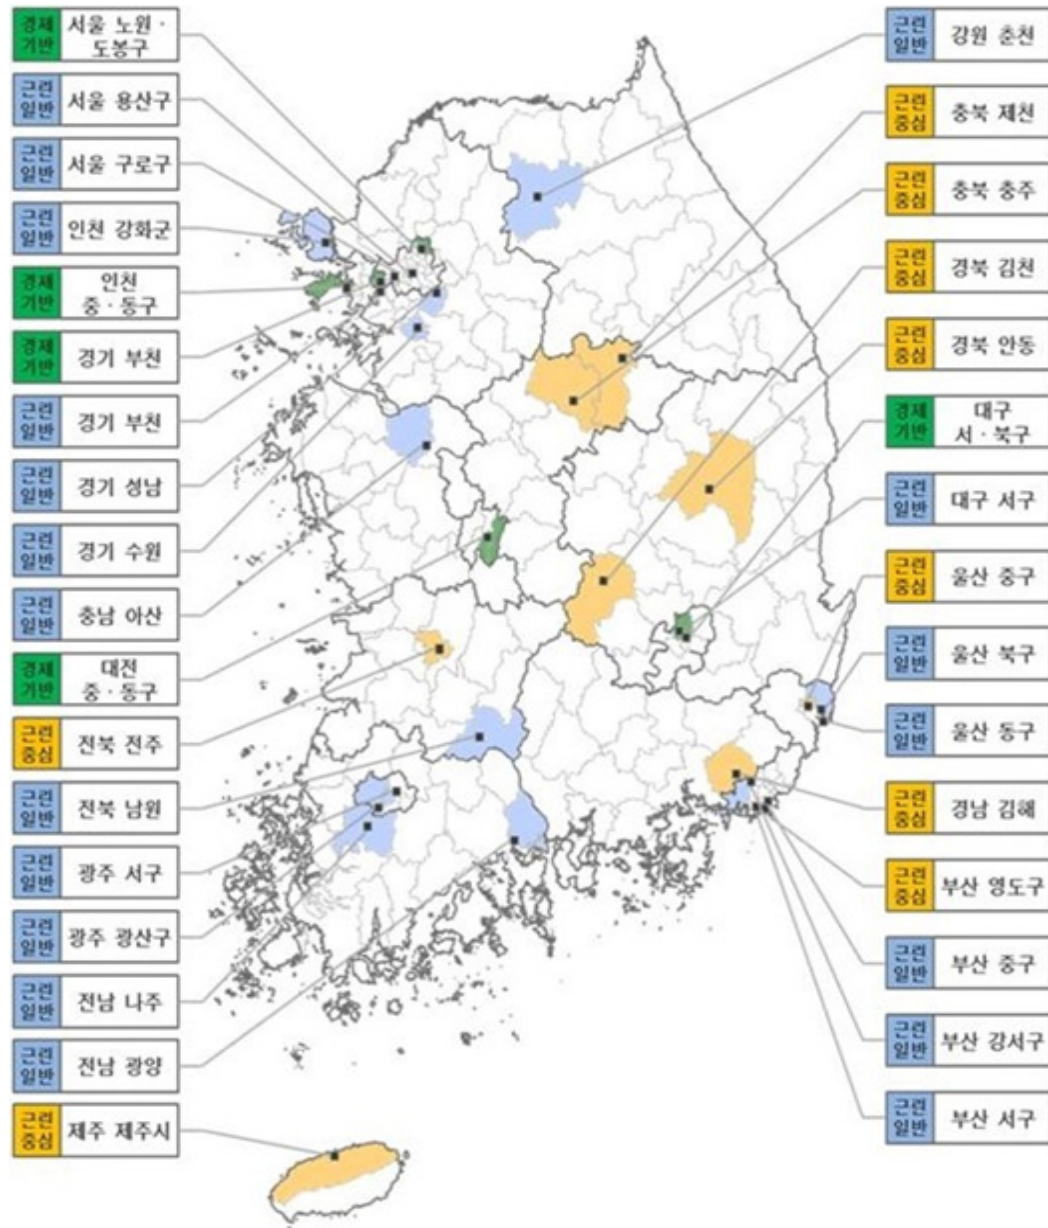 경제
기반
서울 노원 ·
도봉구
근린
일반
서울 용산구
근린
일반
서울 구로구
근린
일반
인천 강화군
경제
기반
인천
중 · 동구
경제
기반
경기 부천
근린
일반
경기 부천
근린
일반
경기 성남
근린
일반
경기 수원
근린
일반
충남 아산
경제
기반
대전
중 · 동구
근린
중심
전북 전주
근린
일반
전북 남원
근린
일반
광주 서구
근린
일반
광주 광산구
근린
일반
전남 나주
근린
일반
전남 광양
근린
중심
제주 제주시
근린
일반
강원 춘천
근린
중심
충북 제천
근린
중심
충북 충주
근린
중심
경북 김천
근린
중심
경북 안동
경제
기반
대구
서 · 북구
근린
일반
대구 서구
근린
중심
울산 중구
근린
일반
울산 북구
근린
일반
울산 동구
근린
중심
경남 김해
근린
중심
부산 영도구
근린
일반
부산 중구
근린
일반
부산 강서구
근린
일반
부산 서구